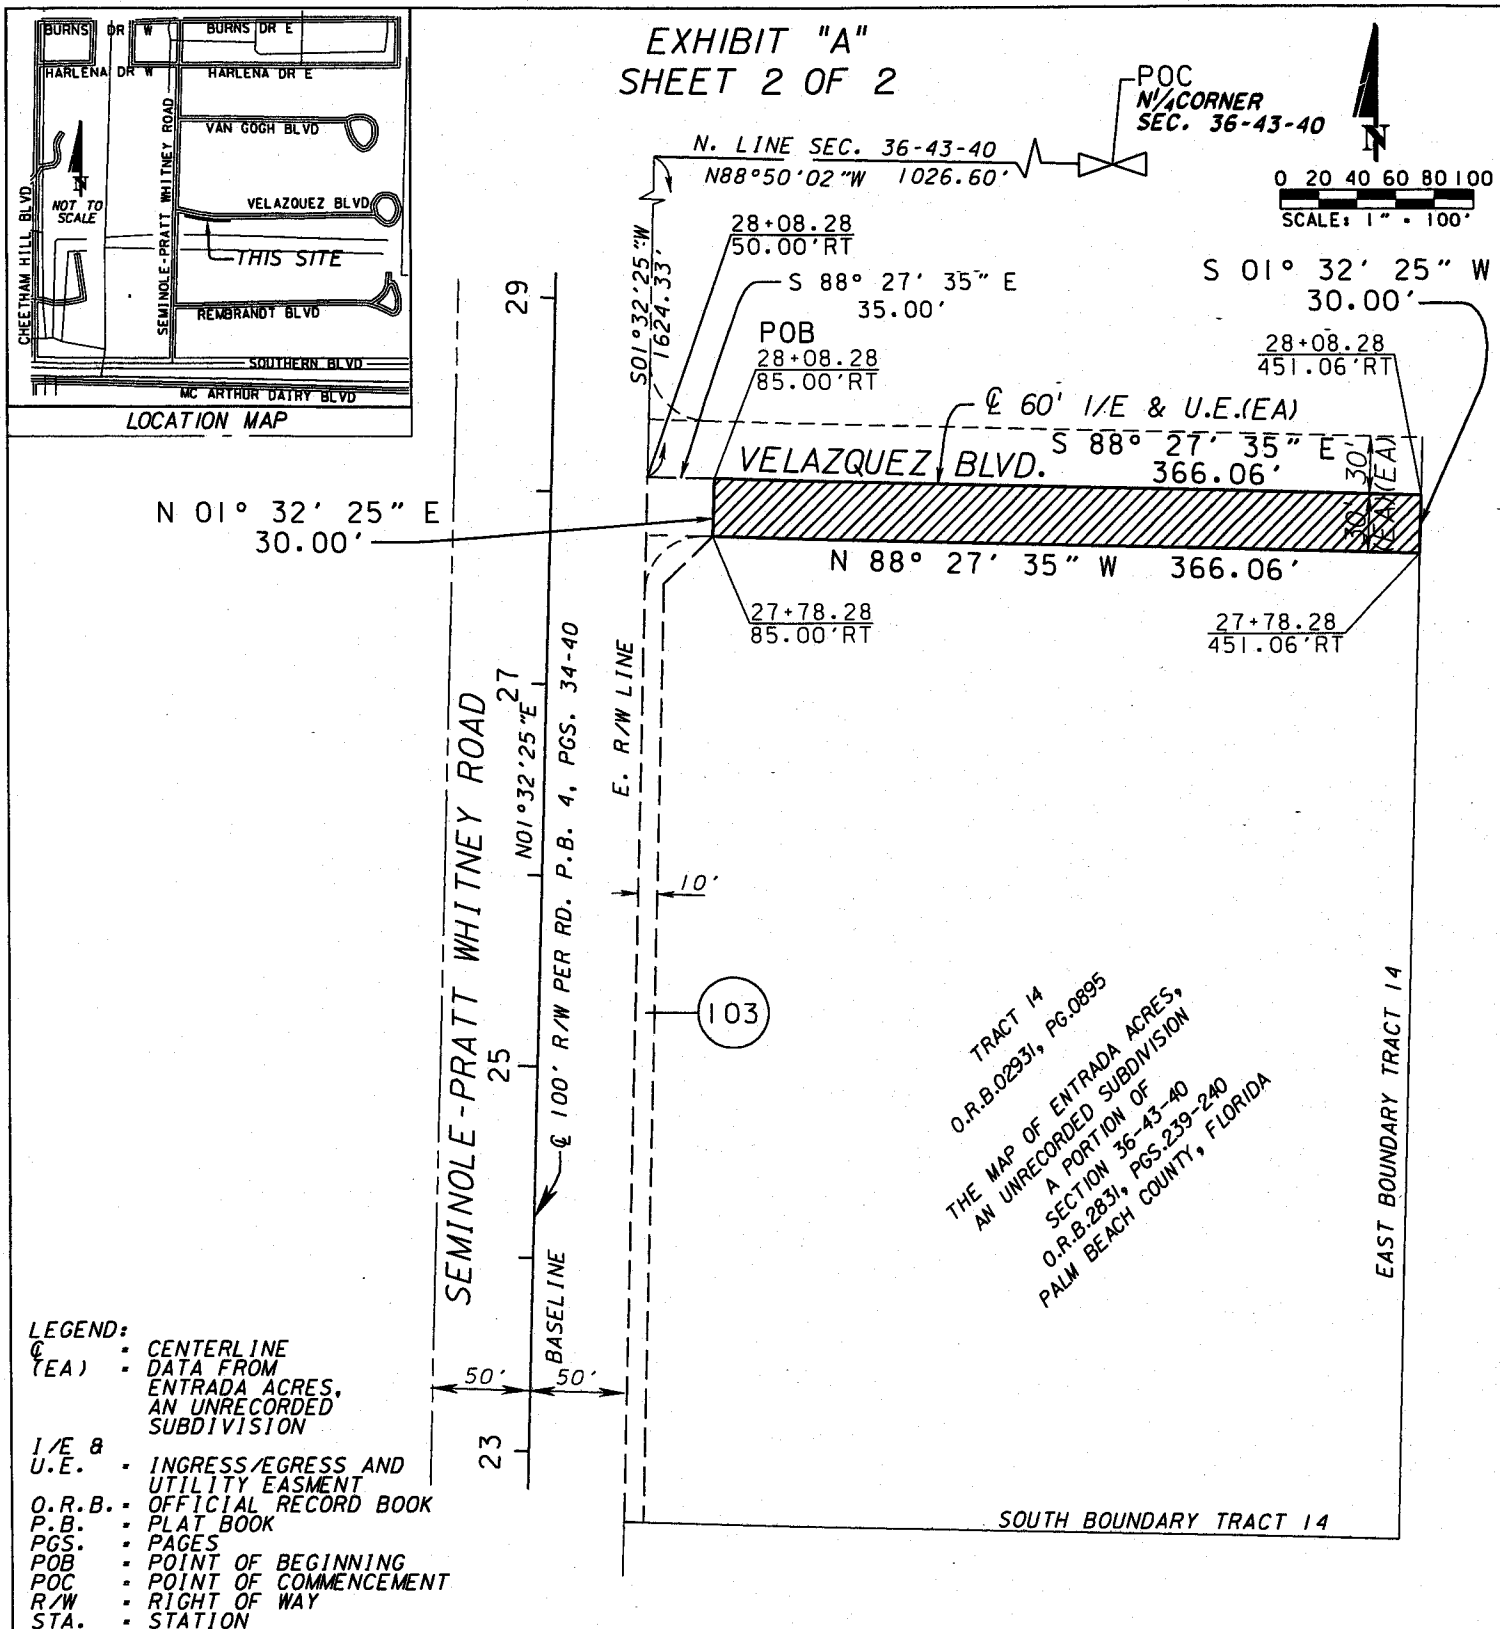 EXHIBIT "A"
SHEET 2 OF 2
BURNS DR W
BURNS DR E
HARLENA DR W
HARLENA DR E
VAN GOGH BLVD
VELAZQUEZ BLVD
THIS SITE
REMBRANDT BLVD
SOUTHERN BLVD
MC ARTHUR DAIRY BLVD
CHEETHAM HILL BLVD
SEMINOLE-PRATT WHITNEY ROAD
N
NOT TO
SCALE
LOCATION MAP
POC
N1/4 CORNER
SEC. 36-43-40
N. LINE SEC. 36-43-40
N88°50'02"W 1026.60'
N
0 20 40 60 80 100
SCALE: 1" = 100'
S01°32'25"W
1624.33'
28+08.28
50.00'RT
S 88° 27' 35" E
35.00'
POB
28+08.28
85.00'RT
S 01° 32' 25" W
30.00'
28+08.28
451.06'RT
℄ 60' I/E & U.E.(EA)
S 88° 27' 35" E
366.06'
VELAZQUEZ BLVD.
30'
(EA)
30'
(EA)
N 01° 32' 25" E
30.00'
N 88° 27' 35" W 366.06'
27+78.28
85.00'RT
27+78.28
451.06'RT
29
27
25
23
SEMINOLE-PRATT WHITNEY ROAD
N01°32'25"E
℄ 100' R/W PER RD. P.B. 4, PGS. 34-40
BASELINE
E. R/W LINE
10'
103
50'
50'
TRACT 14
O.R.B.02931, PG.0895
THE MAP OF ENTRADA ACRES,
AN UNRECORDED SUBDIVISION
A PORTION OF
SECTION 36-43-40
O.R.B.2831, PGS.239-240
PALM BEACH COUNTY, FLORIDA
EAST BOUNDARY TRACT 14
SOUTH BOUNDARY TRACT 14
LEGEND:
℄ = CENTERLINE
(EA) = DATA FROM
ENTRADA ACRES,
AN UNRECORDED
SUBDIVISION
I/E &
U.E. = INGRESS/EGRESS AND
UTILITY EASMENT
O.R.B. = OFFICIAL RECORD BOOK
P.B. = PLAT BOOK
PGS. = PAGES
POB = POINT OF BEGINNING
POC = POINT OF COMMENCEMENT
R/W = RIGHT OF WAY
STA. = STATION